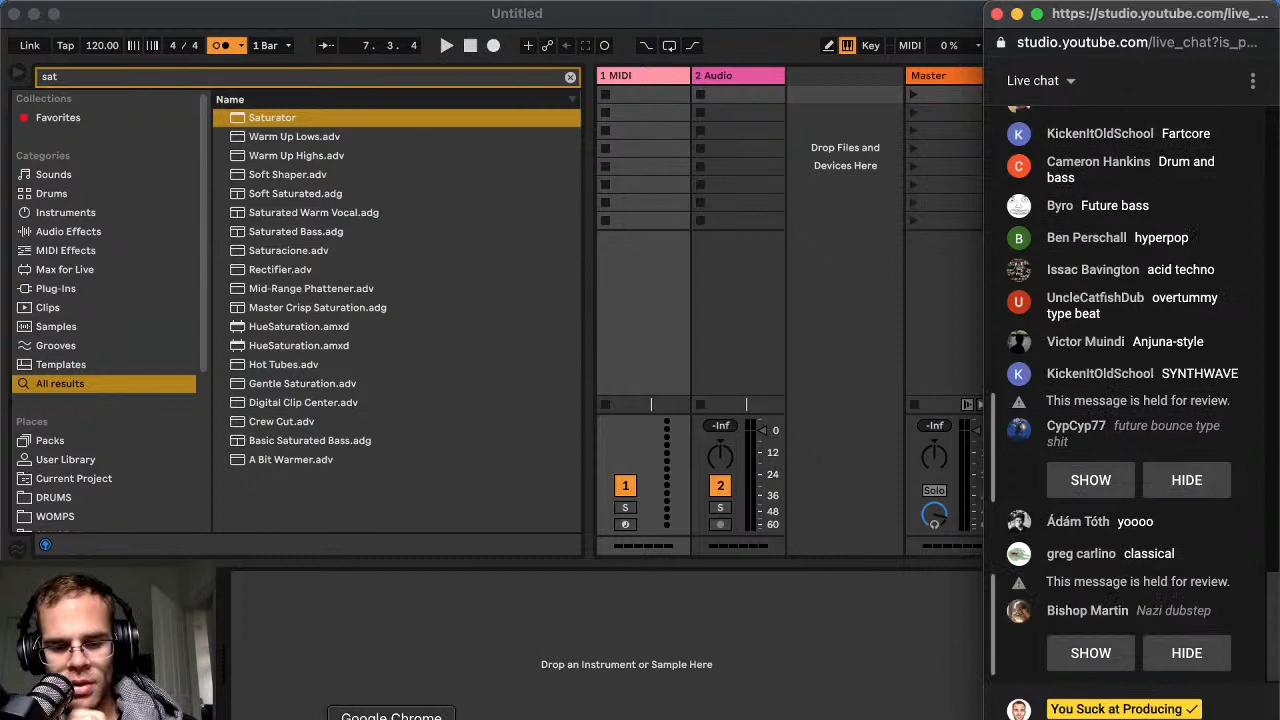 Untitled
https://studio.youtube.com/live_...
studio.youtube.com/live_chat?is_p...
Link Tap 120.00 4 / 4 1 Bar 7. 3. 4 Key MIDI 0 %
sat
Collections
Favorites
Categories
Sounds
Drums
Instruments
Audio Effects
MIDI Effects
Max for Live
Plug-Ins
Clips
Samples
Grooves
Templates
All results
Places
Packs
User Library
Current Project
DRUMS
WOMPS
Name
Saturator
Warm Up Lows.adv
Warm Up Highs.adv
Soft Shaper.adv
Soft Saturated.adg
Saturated Warm Vocal.adg
Saturated Bass.adg
Saturacione.adv
Rectifier.adv
Mid-Range Phattener.adv
Master Crisp Saturation.adg
HueSaturation.amxd
HueSaturation.amxd
Hot Tubes.adv
Gentle Saturation.adv
Digital Clip Center.adv
Crew Cut.adv
Basic Saturated Bass.adg
A Bit Warmer.adv
1 MIDI 2 Audio Master
Drop Files and
Devices Here
-Inf -Inf
0
12
24
36
48
60
1 2 Solo
S S
Drop an Instrument or Sample Here
Google Chrome
Live chat
KickenItOldSchool Fartcore
Cameron Hankins Drum and
bass
Byro Future bass
B Ben Perschall hyperpop
Issac Bavington acid techno
UncleCatfishDub overtummy
type beat
Victor Muindi Anjuna-style
KickenItOldSchool SYNTHWAVE
This message is held for review.
CypCyp77 future bounce type
shit
SHOW HIDE
Ádám Tóth yoooo
greg carlino classical
This message is held for review.
Bishop Martin Nazi dubstep
SHOW HIDE
You Suck at Producing